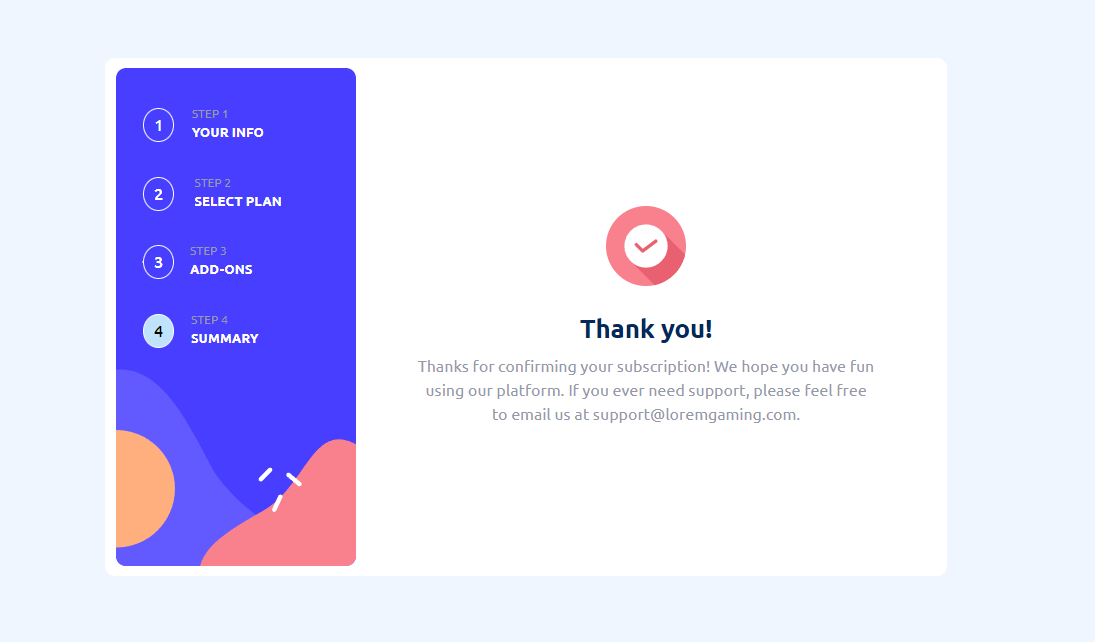 1
STEP 1
YOUR INFO
2
STEP 2
SELECT PLAN
3
STEP 3
ADD-ONS
4
STEP 4
SUMMARY
Thank you!
Thanks for confirming your subscription! We hope you have fun
using our platform. If you ever need support, please feel free
to email us at support@loremgaming.com.